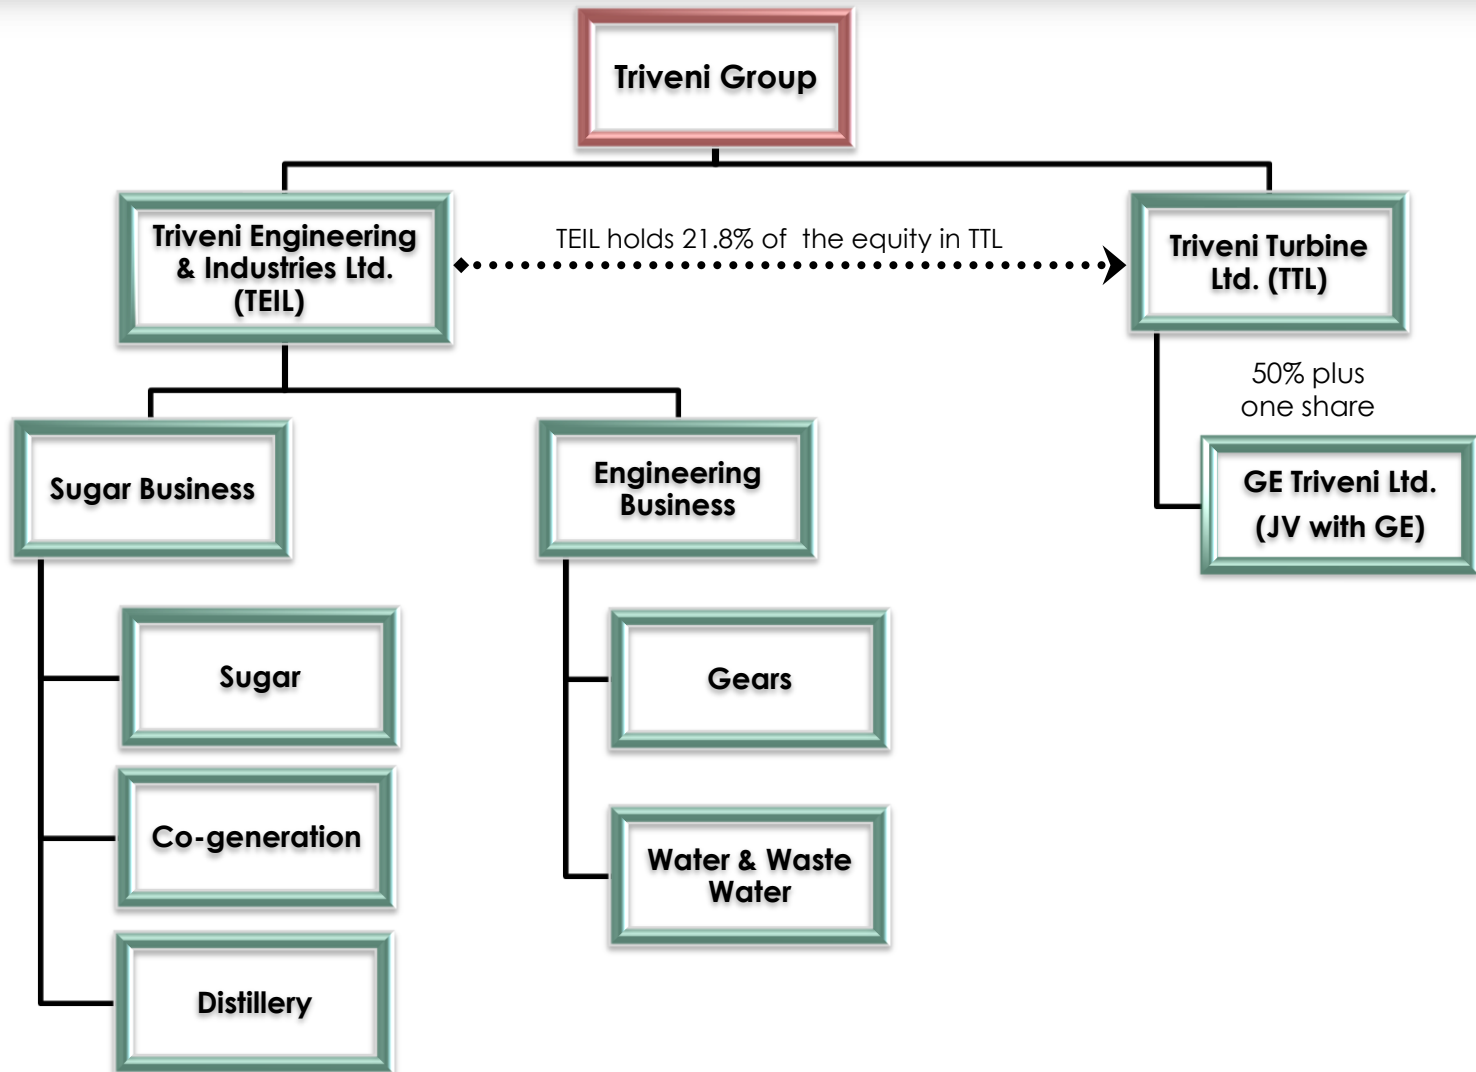 Triveni Group
Triveni Engineering
& Industries Ltd.
(TEIL)
TEIL holds 21.8% of the equity in TTL
Triveni Turbine
Ltd. (TTL)
50% plus
one share
GE Triveni Ltd.
(JV with GE)
Sugar Business
Engineering
Business
Sugar
Gears
Co-generation
Water & Waste
Water
Distillery